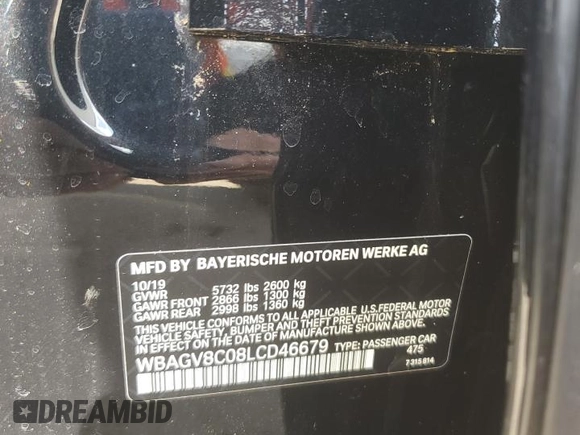 MFD BY BAYERISCHE MOTOREN WERKE AG
10/19
GVWR 5732 lbs 2600 kg
GAWR FRONT 2866 lbs 1300 kg
GAWR REAR 2998 lbs 1360 kg
THIS VEHICLE CONFORMS TO ALL APPLICABLE U.S. FEDERAL MOTOR
VEHICLE SAFETY, BUMPER AND THEFT PREVENTION STANDARDS
IN EFFECT ON THE DATE OF MANUFACTURE SHOWN ABOVE.
WBAGV8C08LCD46679 TYPE: PASSENGER CAR
475
7 315 814
DREAMBID